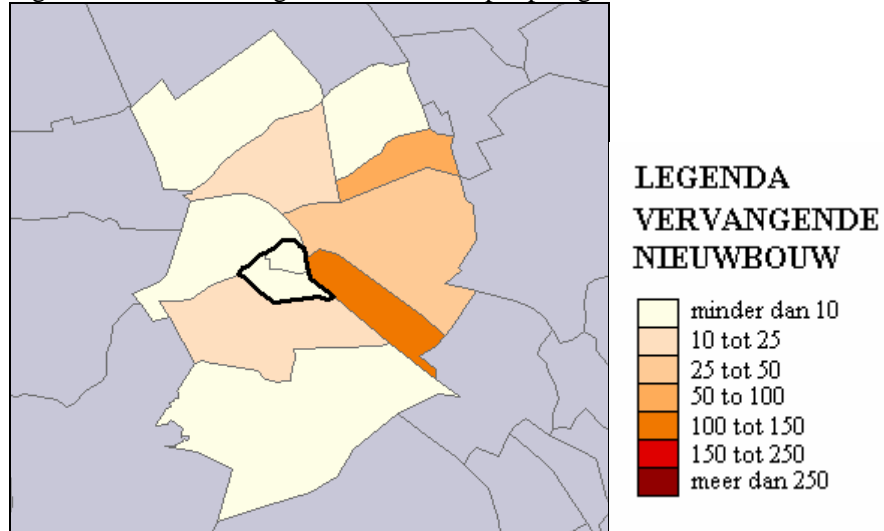 LEGENDA
VERVANGENDE
NIEUWBOUW
minder dan 10
10 tot 25
25 tot 50
50 to 100
100 tot 150
150 tot 250
meer dan 250